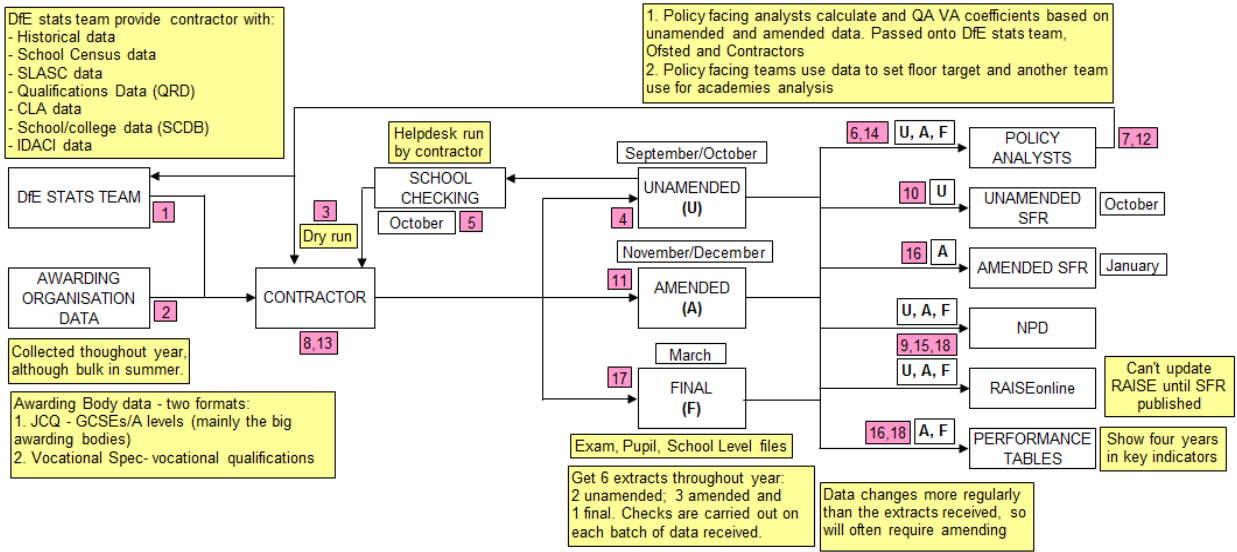 DfE stats team provide contractor with:
- Historical data
- School Census data
- SLASC data
- Qualifications Data (QRD)
- CLA data
- School/college data (SCDB)
- IDACI data
1. Policy facing analysts calculate and QA VA coefficients based on
unamended and amended data. Passed onto DfE stats team,
Ofsted and Contractors
2. Policy facing teams use data to set floor target and another team
use for academies analysis
DfE STATS TEAM
1
AWARDING
ORGANISATION
DATA
2
Collected thoughout year,
although bulk in summer.
Awarding Body data - two formats:
1. JCQ - GCSEs/A levels (mainly the big
awarding bodies)
2. Vocational Spec- vocational qualifications
3
Dry run
CONTRACTOR
8,13
Helpdesk run
by contractor
SCHOOL
CHECKING
October
5
September/October
UNAMENDED
(U)
4
November/December
11
AMENDED
(A)
March
17
FINAL
(F)
Exam, Pupil, School Level files
Get 6 extracts throughout year:
2 unamended; 3 amended and
1 final. Checks are carried out on
each batch of data received.
Data changes more regularly
than the extracts received, so
will often require amending
6,14
U, A, F
POLICY
ANALYSTS
7,12
10
U
UNAMENDED
SFR
October
16
A
AMENDED SFR
January
U, A, F
NPD
9,15,18
U, A, F
RAISEonline
Can't update
RAISE until SFR
published
16,18
A, F
PERFORMANCE
TABLES
Show four years
in key indicators